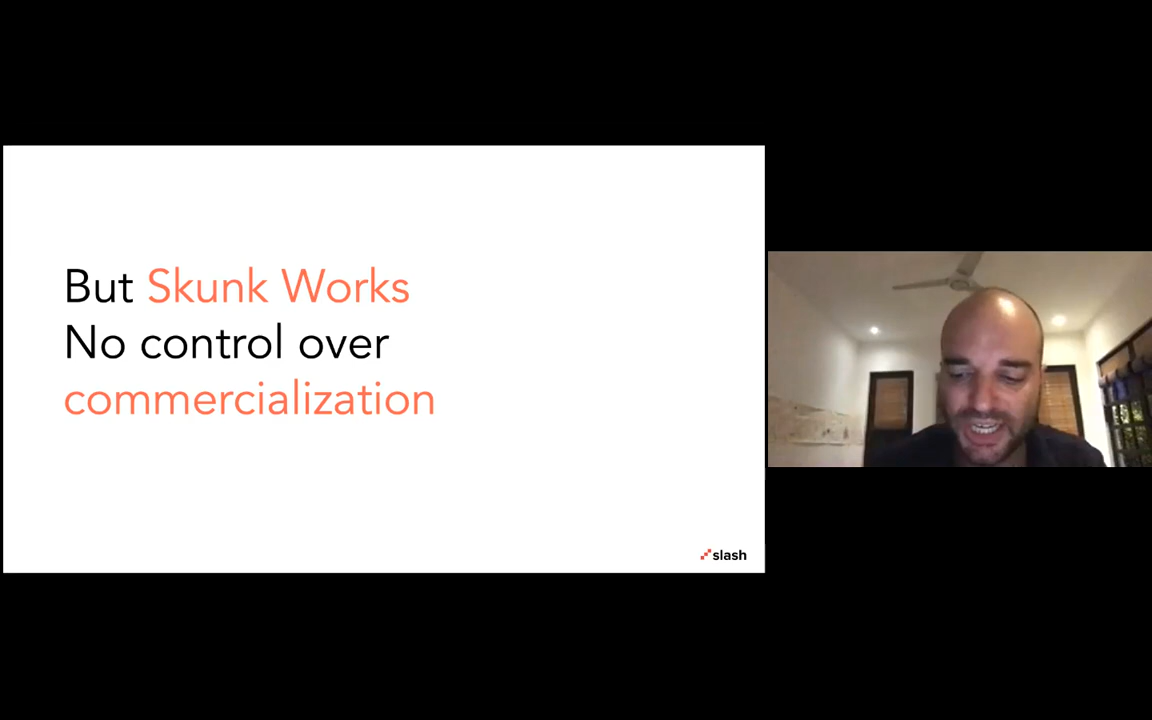 But Skunk Works
No control over
commercialization
slash